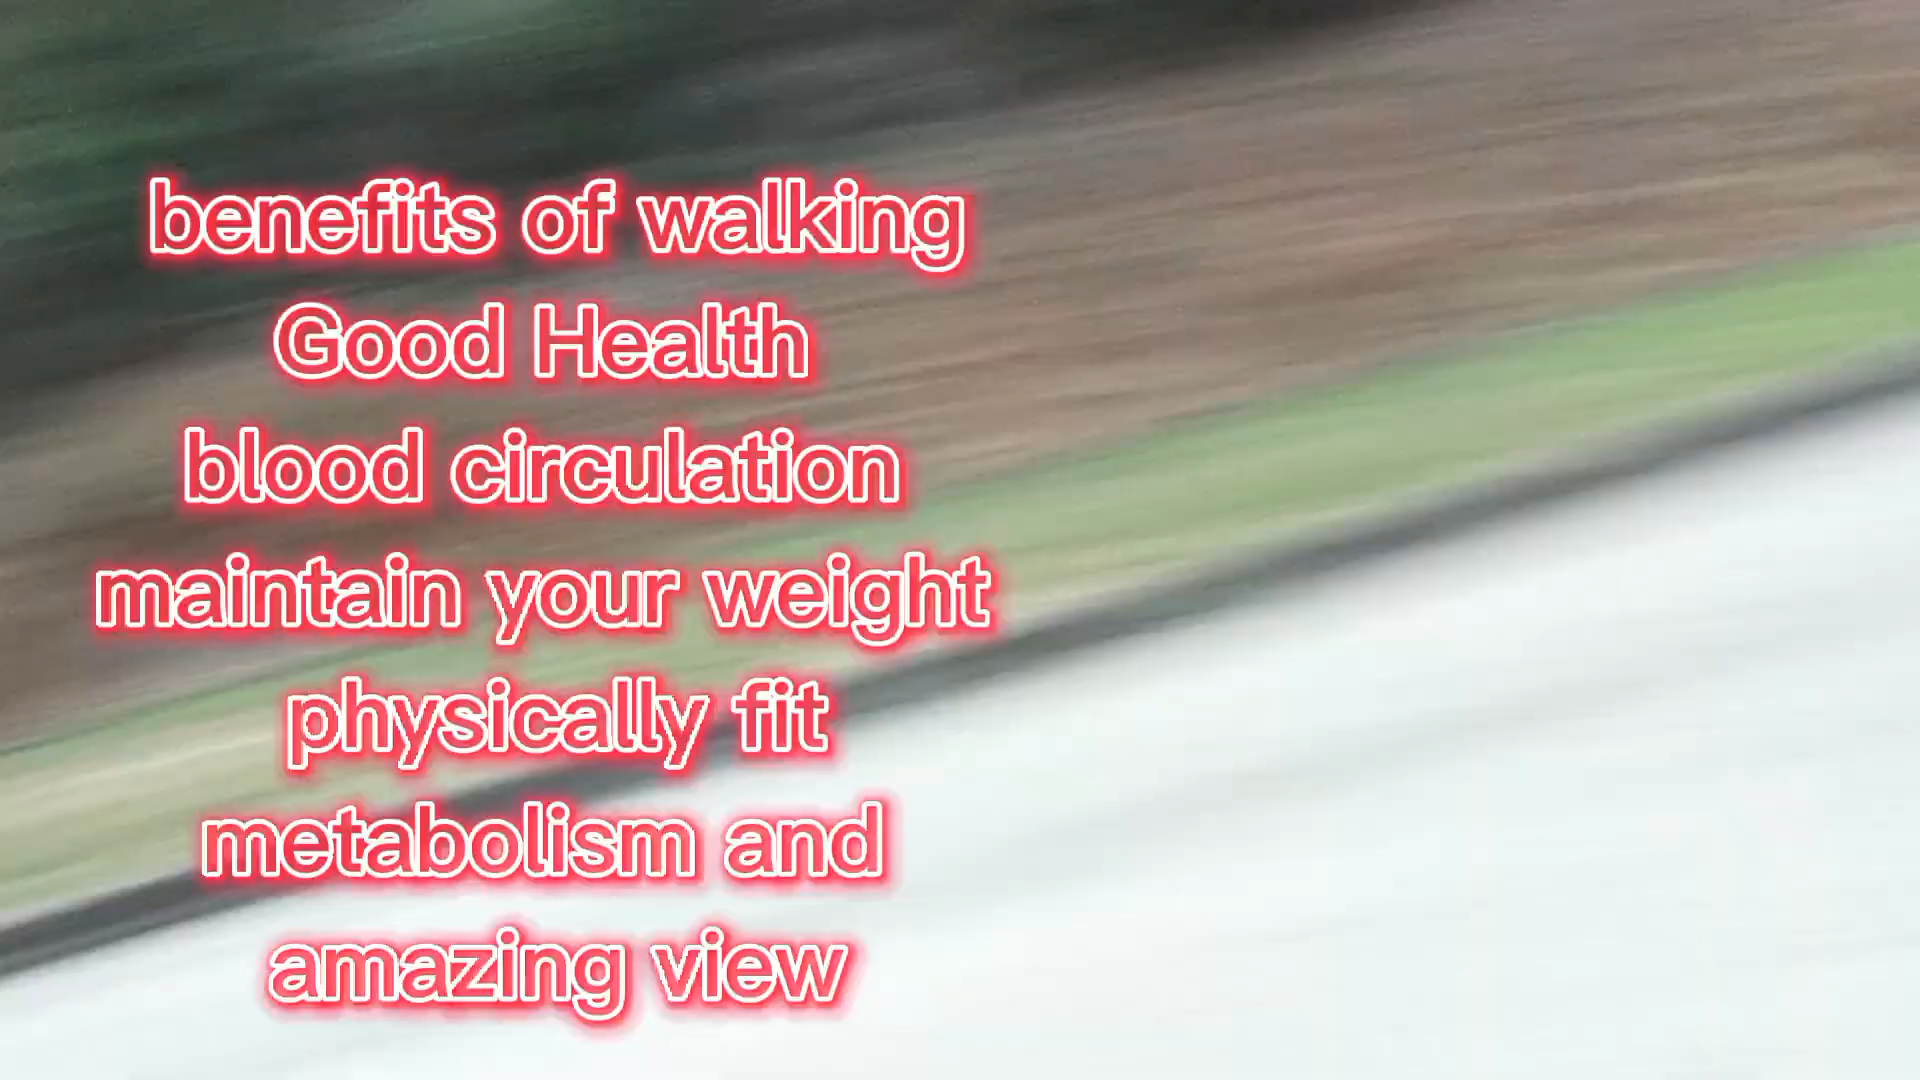 benefits of walking
Good Health
blood circulation
maintain your weight
physically fit
metabolism and
amazing view